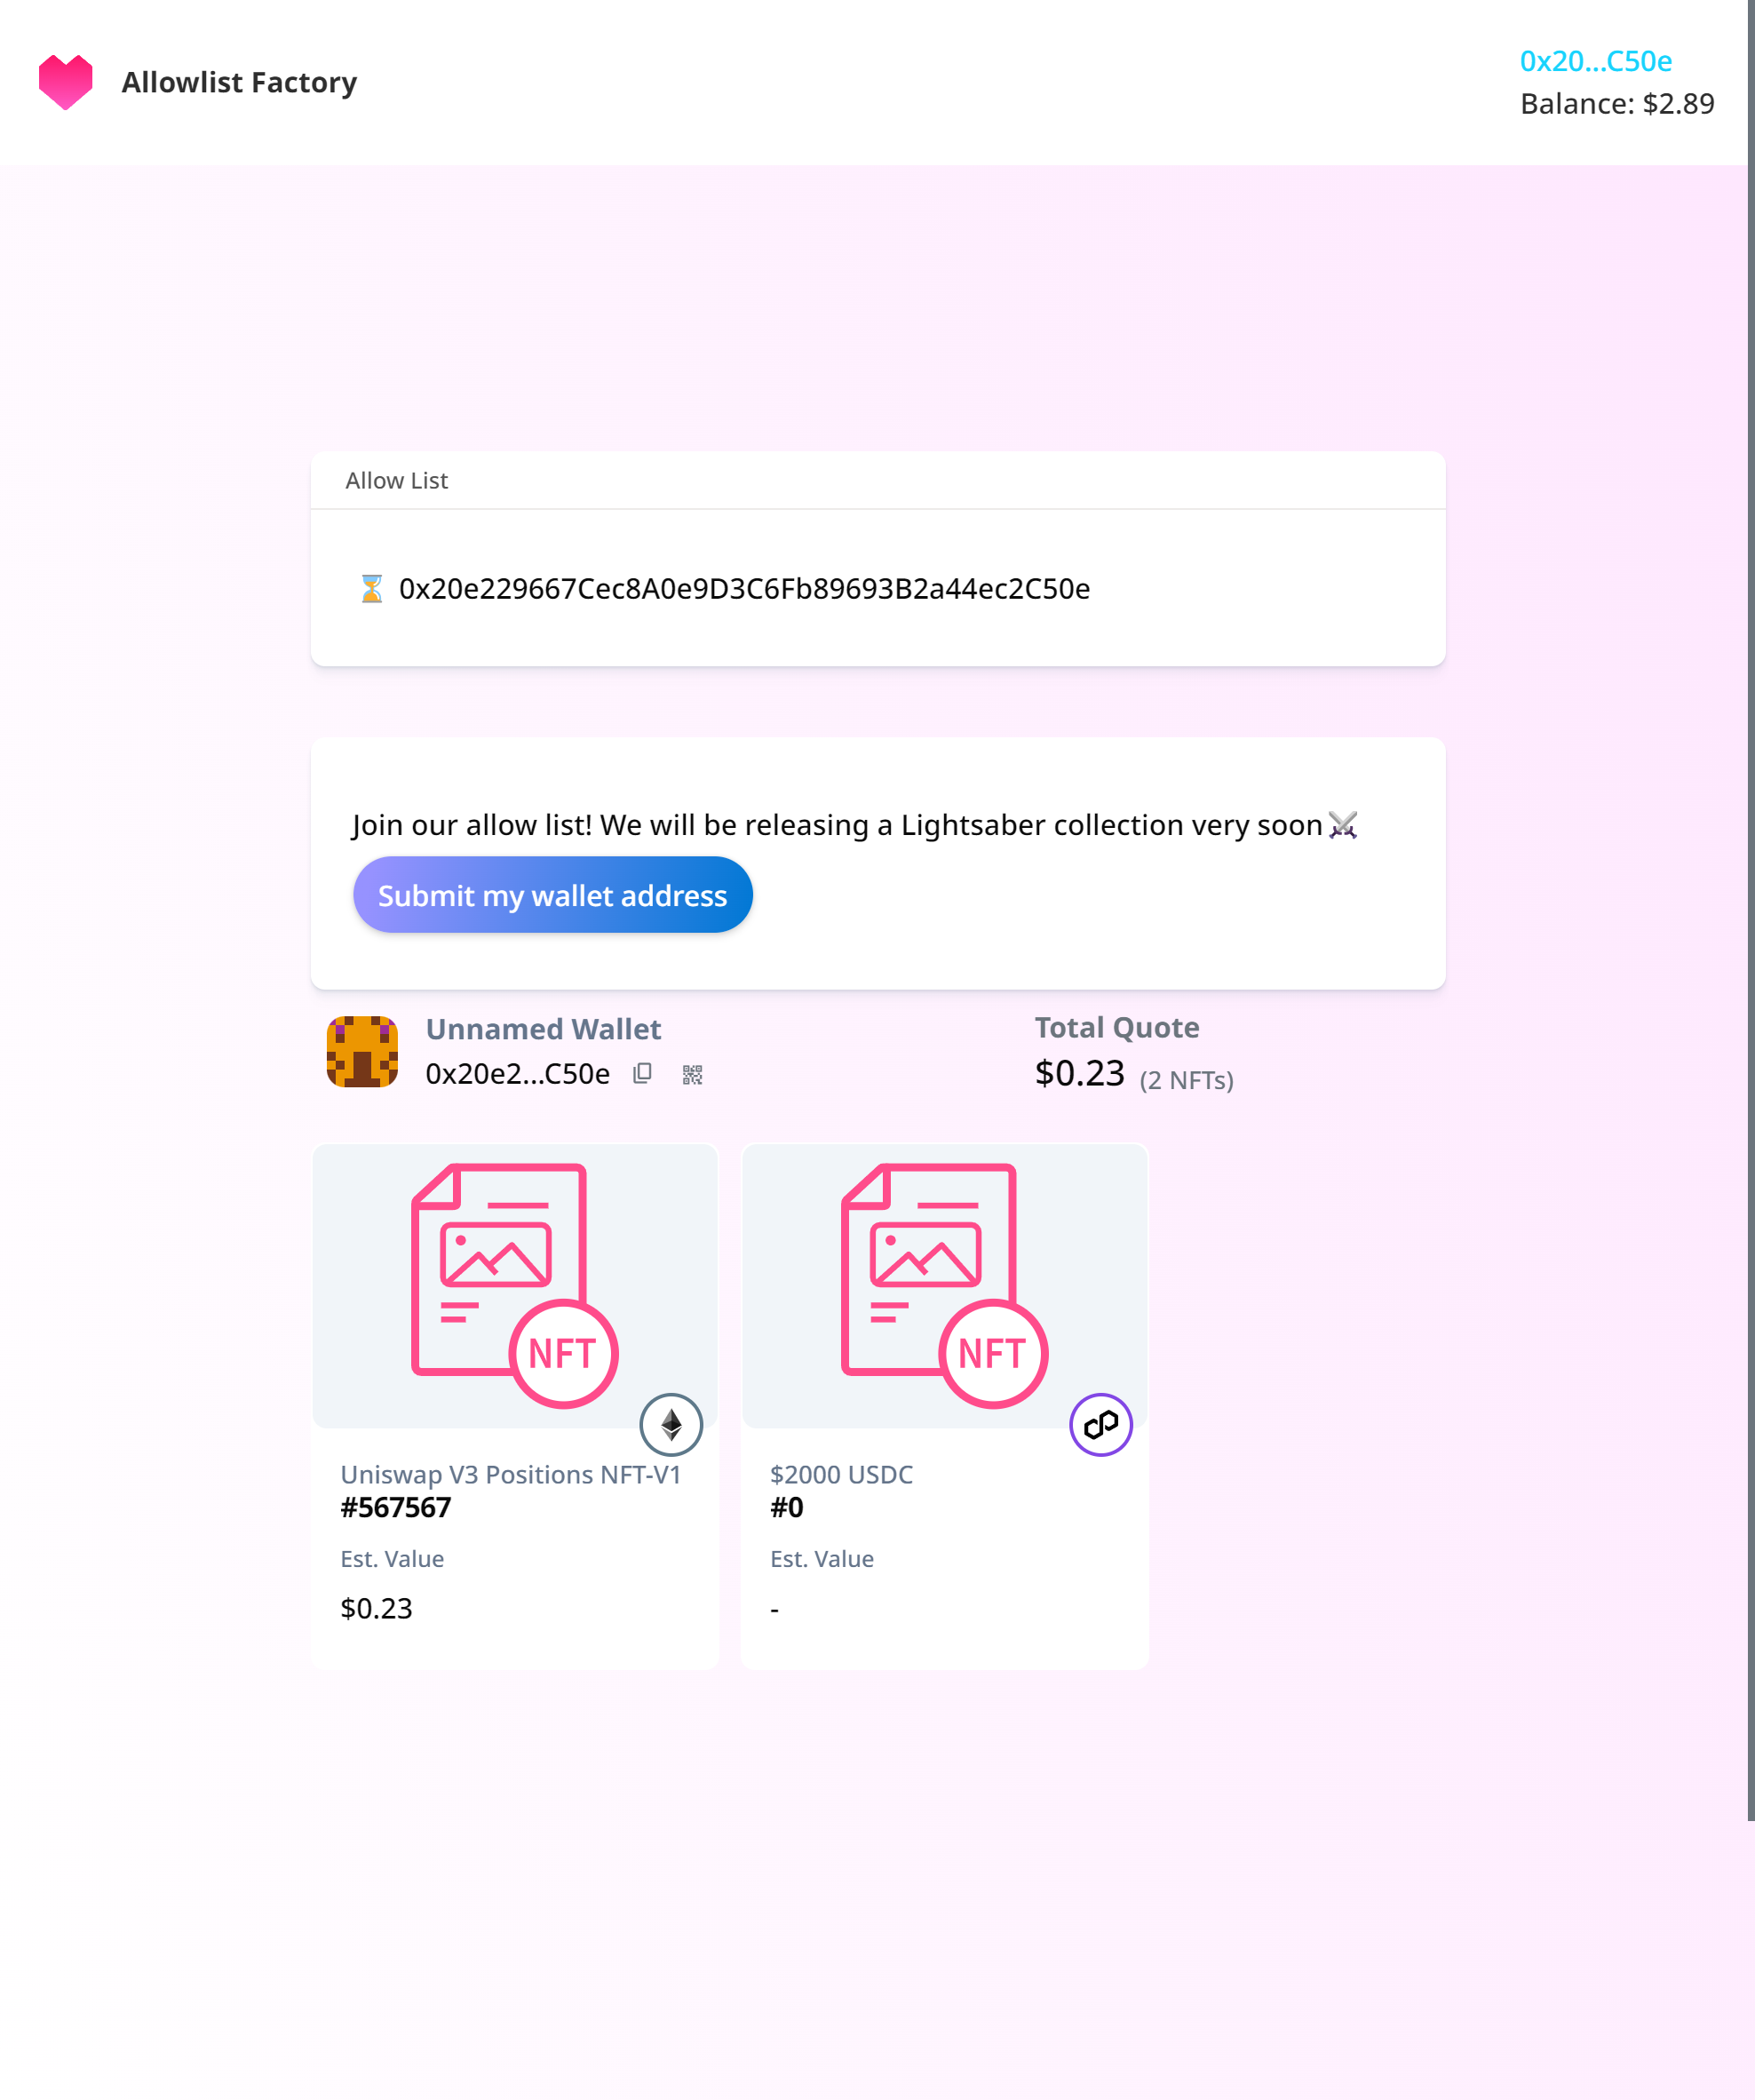 Allowlist Factory
0x20...C50e
Balance: $2.89
Allow List
⏳ 0x20e229667Cec8A0e9D3C6Fb89693B2a44ec2C50e
Join our allow list! We will be releasing a Lightsaber collection very soon⚔️
Submit my wallet address
Unnamed Wallet
0x20e2...C50e
Total Quote
$0.23 (2 NFTs)
NFT
Uniswap V3 Positions NFT-V1
#567567
Est. Value
$0.23
NFT
$2000 USDC
#0
Est. Value
-